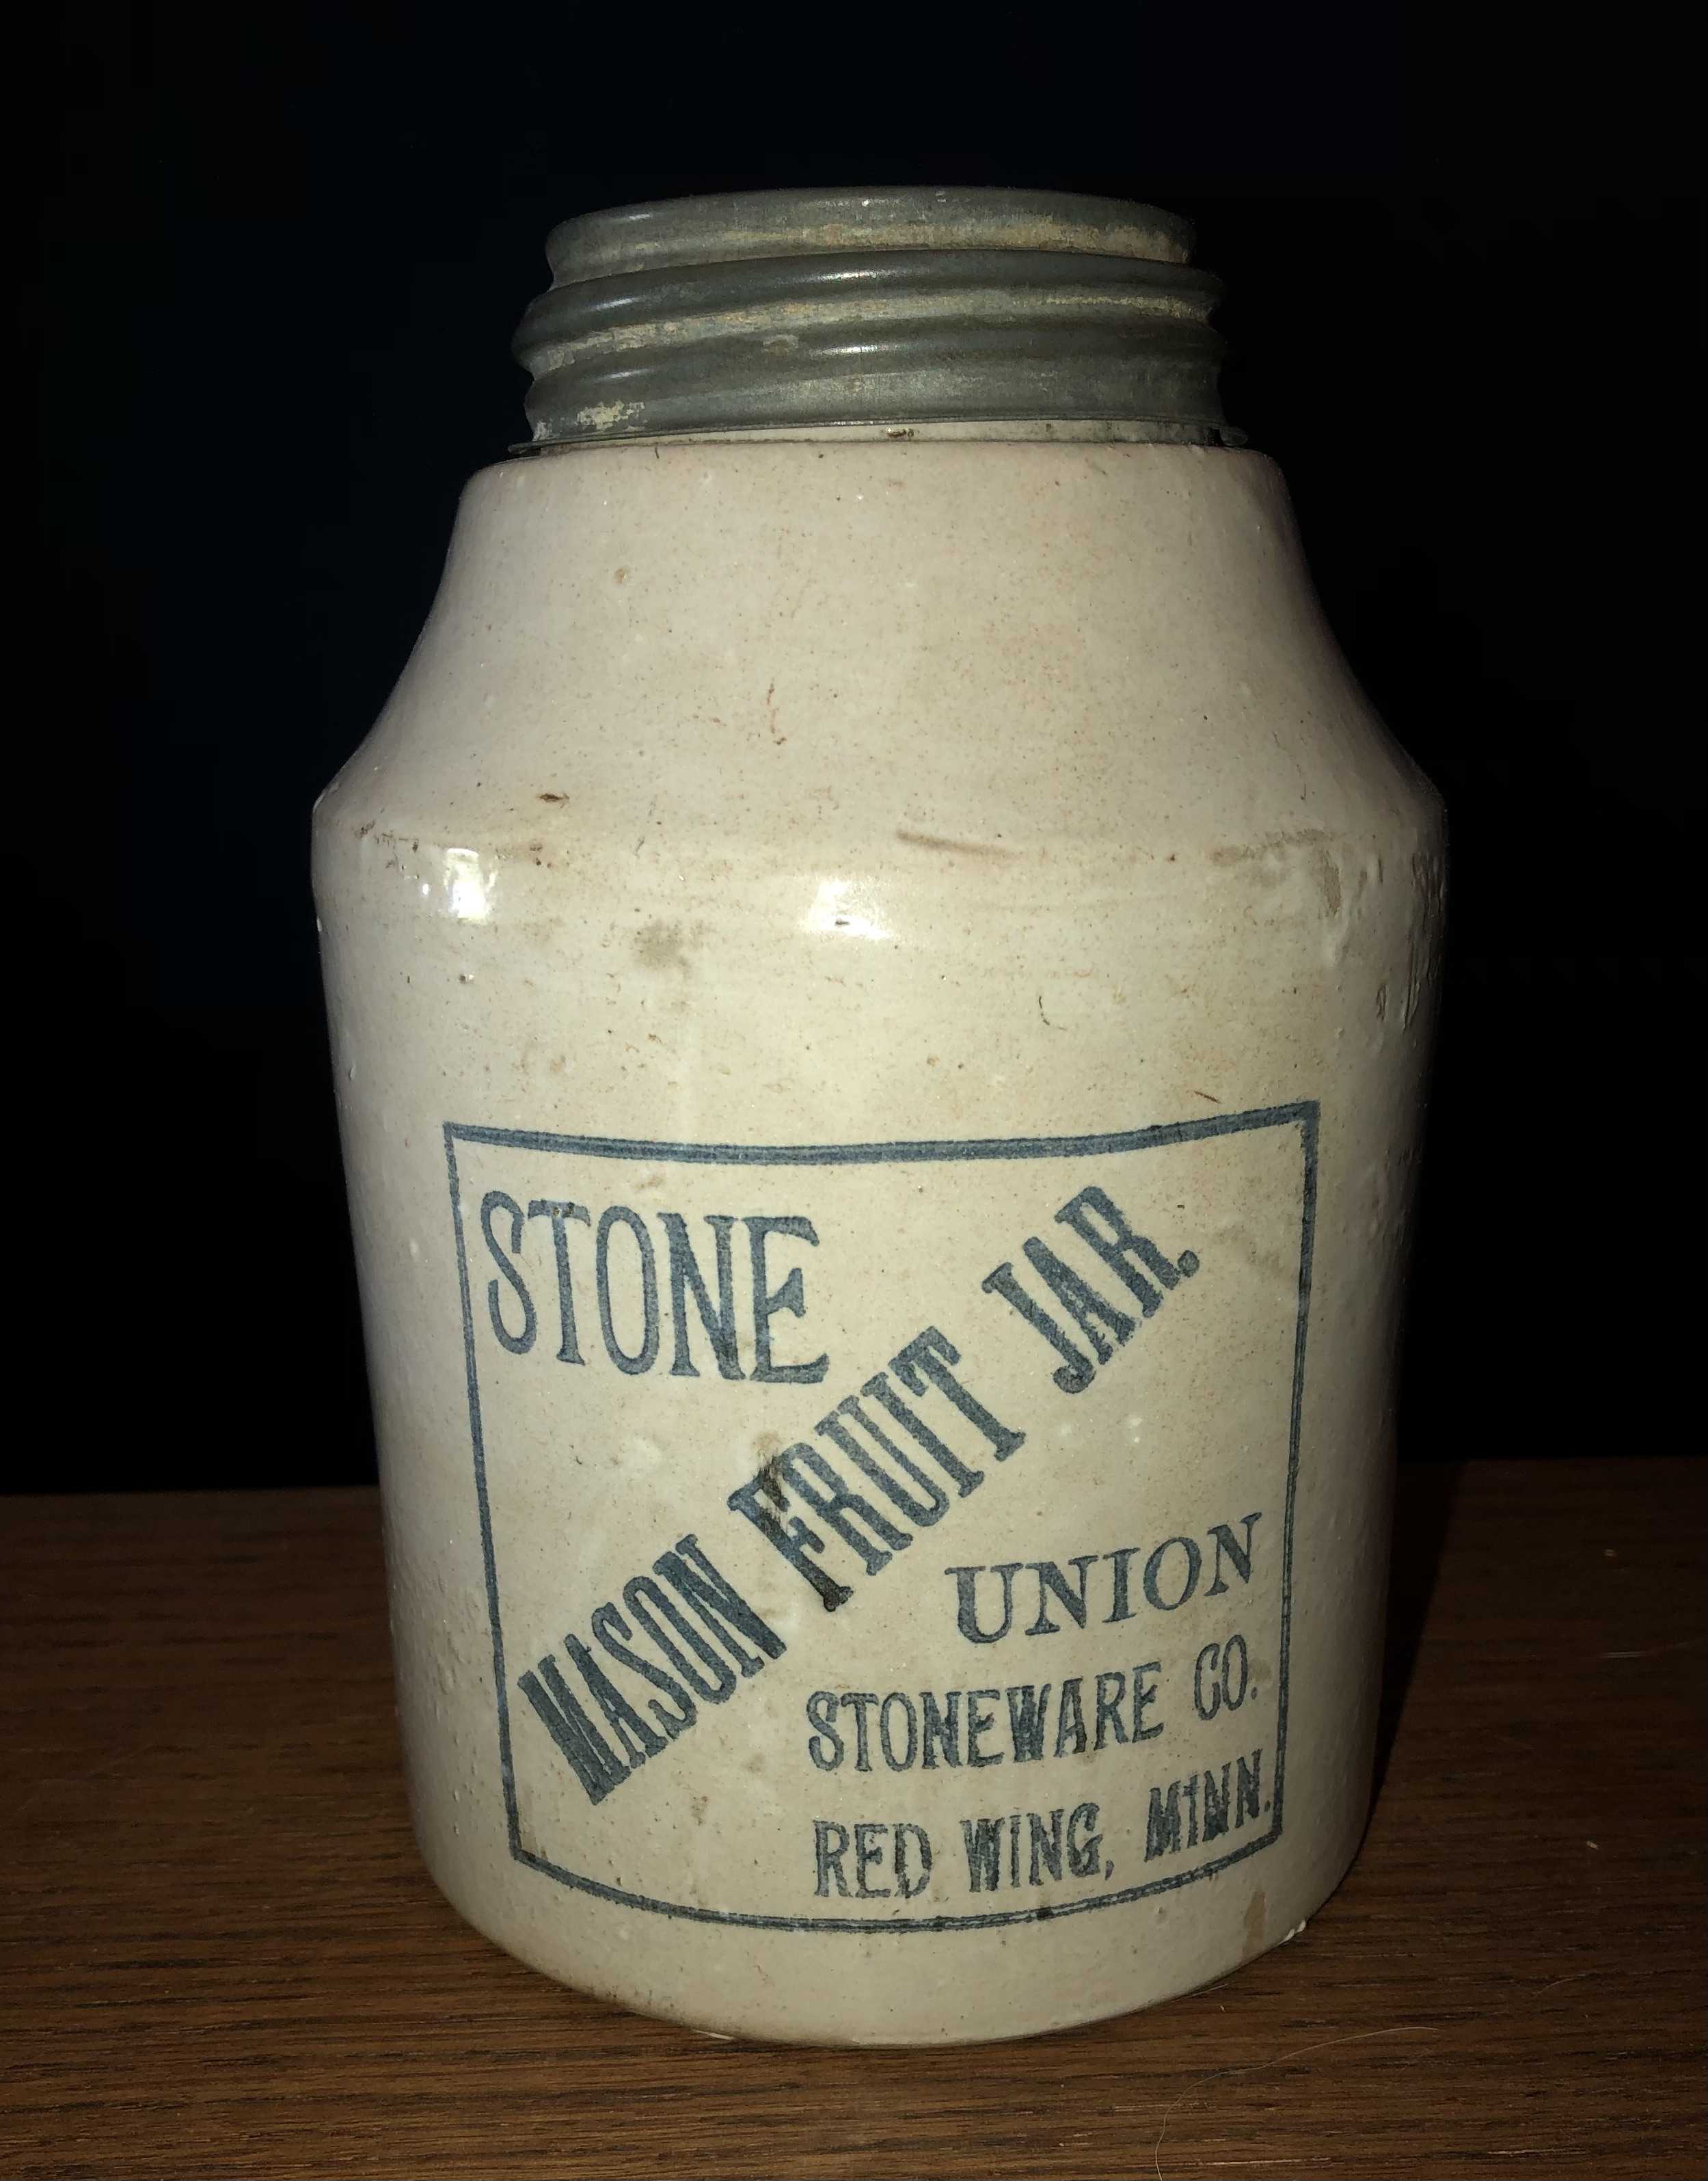 STONE
MASON FRUIT JAR.
UNION
STONEWARE CO.
RED WING, MINN.